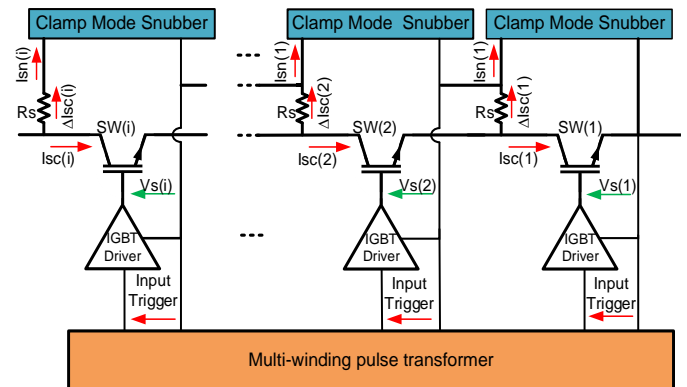 Clamp Mode Snubber
Clamp Mode Snubber
Clamp Mode Snubber
Isn(i)
Rs
ΔIsc(i)
SW(i)
Isc(i)
Vs(i)
IGBT
Driver
Input
Trigger
Isn(1)
Rs
ΔIsc(2)
SW(2)
Isc(2)
Vs(2)
IGBT
Driver
Input
Trigger
Isn(1)
Rs
ΔIsc(1)
SW(1)
Isc(1)
Vs(1)
IGBT
Driver
Input
Trigger
Multi-winding pulse transformer